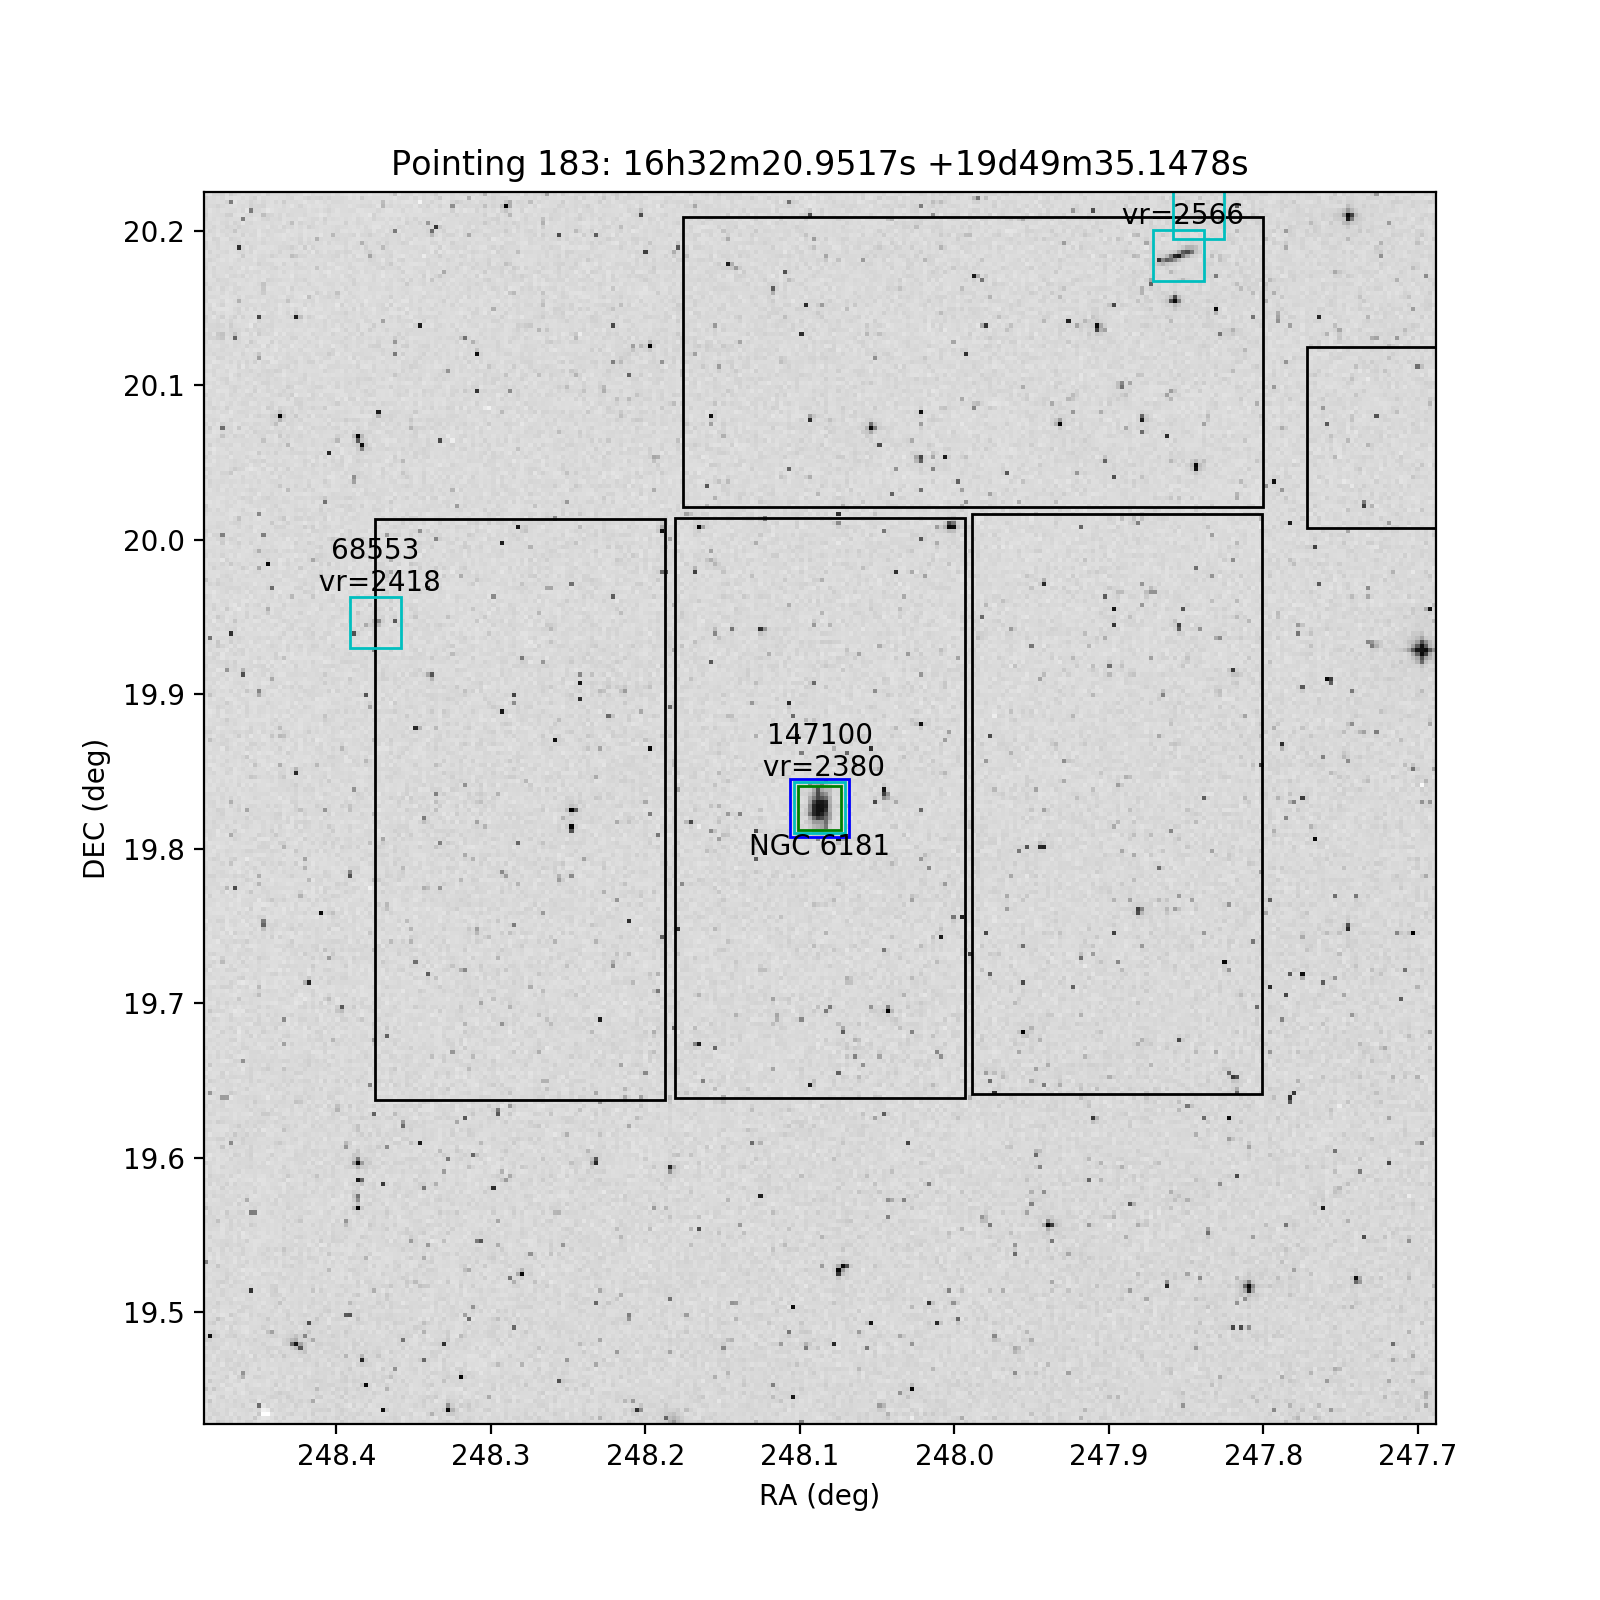 Pointing 183: 16h32m20.9517s +19d49m35.1478s
vr=2566
20.2
20.1
20.0
19.9
19.8
19.7
19.6
19.5
68553
vr=2418
147100
vr=2380
NGC 6181
DEC (deg)
248.4 248.3 248.2 248.1 248.0 247.9 247.8 247.7
RA (deg)